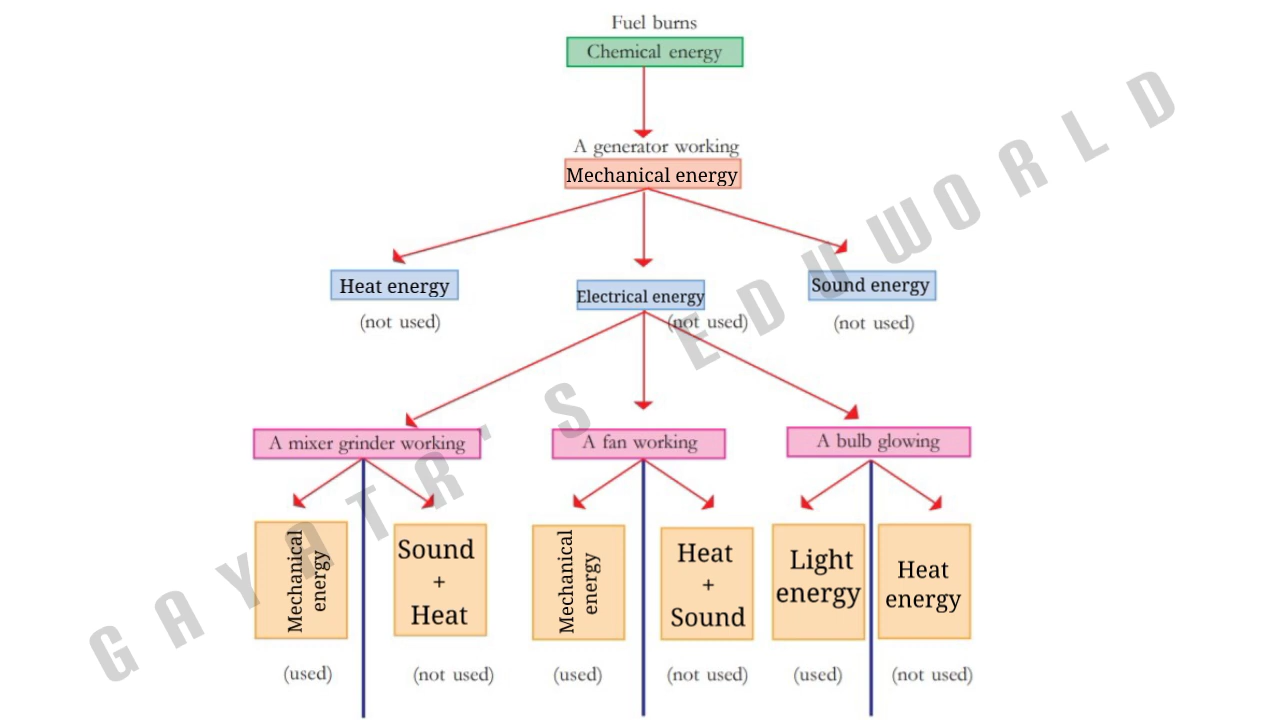 Fuel burns
Chemical energy
A generator working
Mechanical energy
Heat energy
Electrical energy
Sound energy
(not used)
(not used)
(not used)
A mixer grinder working
A fan working
A bulb glowing
Mechanical
energy
Sound
+
Heat
Mechanical
energy
Heat
+
Sound
Light
energy
Heat
energy
(used)
(not used)
(used)
(not used)
(used)
(not used)
GAYATRI'S EDUWORLD